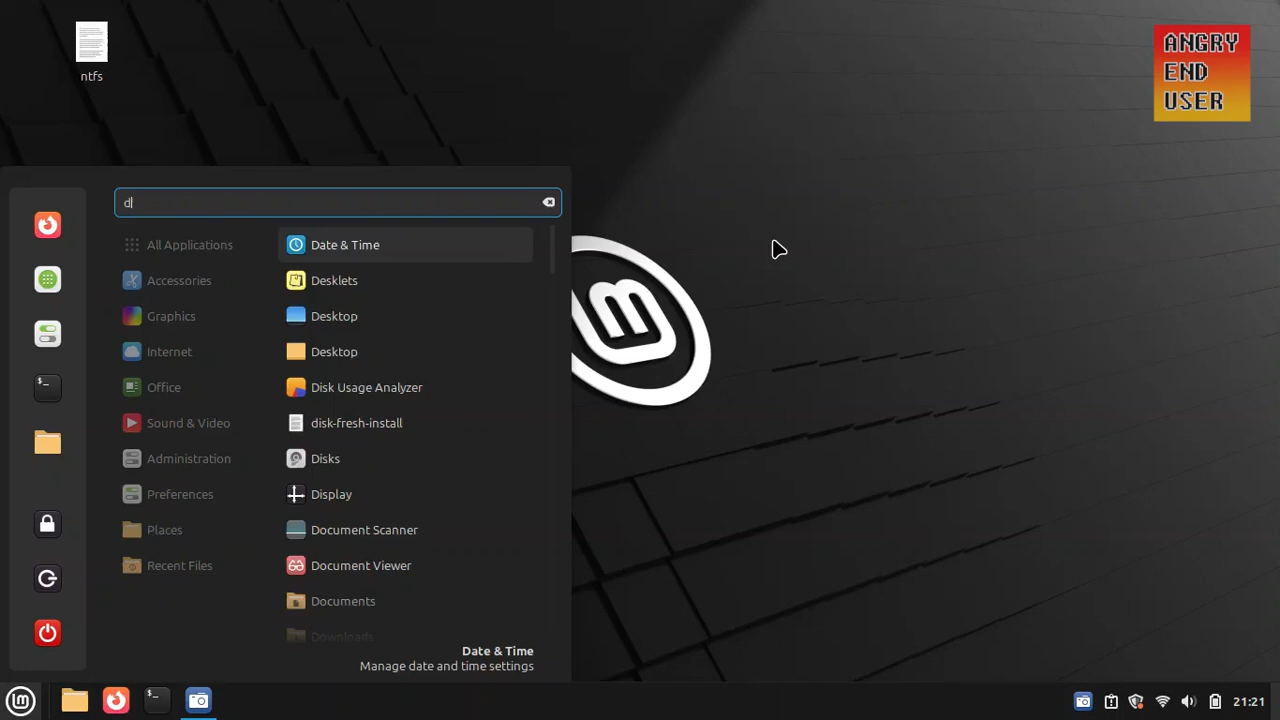 ntfs
ANGRY
END
USER
d
All Applications
Accessories
Graphics
Internet
Office
Sound & Video
Administration
Preferences
Places
Recent Files
Date & Time
Desklets
Desktop
Desktop
Disk Usage Analyzer
disk-fresh-install
Disks
Display
Document Scanner
Document Viewer
Documents
Downloads
Date & Time
Manage date and time settings
21:21